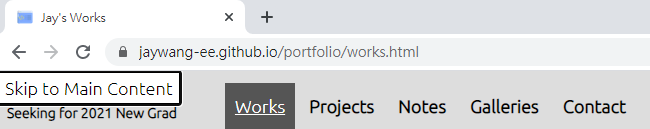 Jay's Works
jaywang-ee.github.io/portfolio/works.html
Skip to Main Content
Seeking for 2021 New Grad
Works Projects Notes Galleries Contact